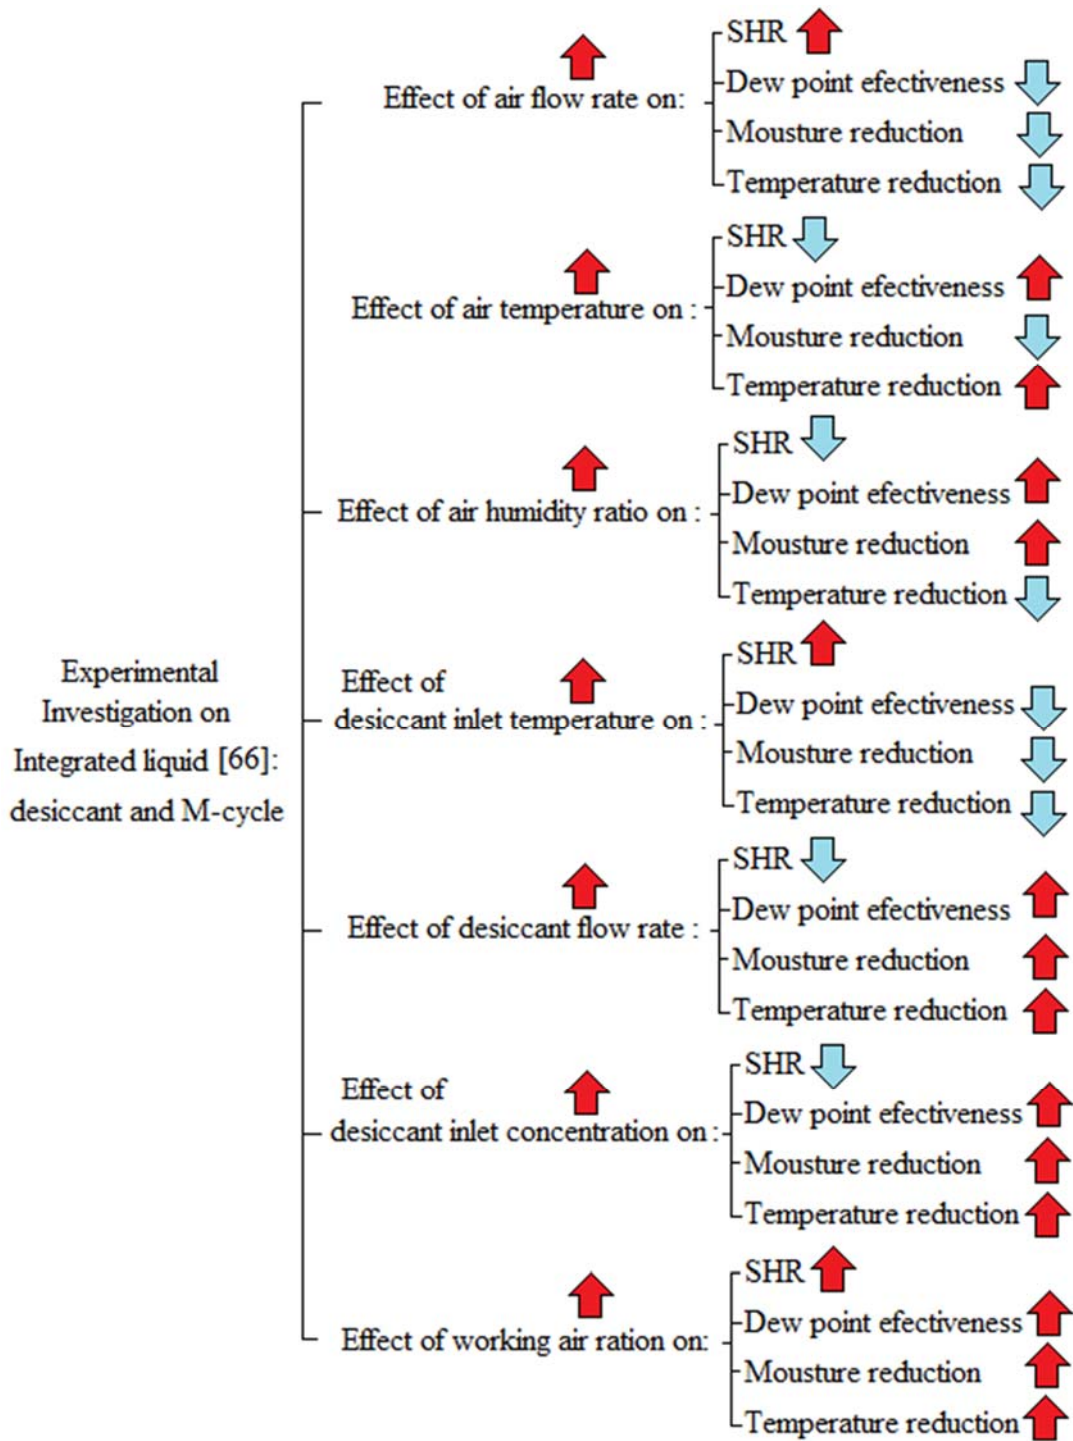 Experimental
Investigation on
Integrated liquid [66]:
desiccant and M-cycle
Effect of air flow rate on:
SHR
Dew point efectiveness
Mousture reduction
Temperature reduction
Effect of air temperature on :
SHR
Dew point efectiveness
Mousture reduction
Temperature reduction
Effect of air humidity ratio on :
SHR
Dew point efectiveness
Mousture reduction
Temperature reduction
Effect of
desiccant inlet temperature on :
SHR
Dew point efectiveness
Mousture reduction
Temperature reduction
Effect of desiccant flow rate :
SHR
Dew point efectiveness
Mousture reduction
Temperature reduction
Effect of
desiccant inlet concentration on :
SHR
Dew point efectiveness
Mousture reduction
Temperature reduction
Effect of working air ration on:
SHR
Dew point efectiveness
Mousture reduction
Temperature reduction